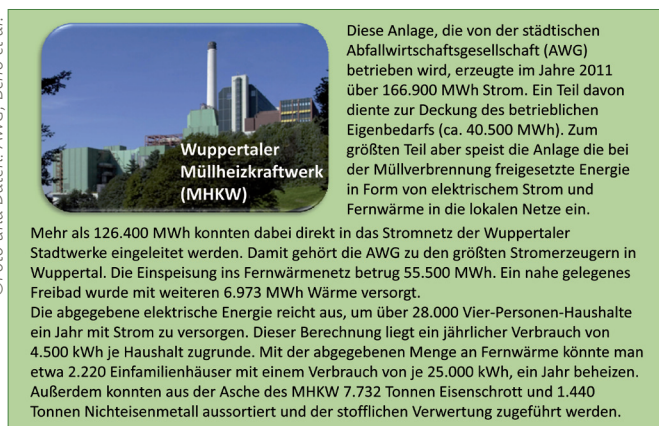 Diese Anlage, die von der städtischen
Abfallwirtschaftsgesellschaft (AWG)
betrieben wird, erzeugte im Jahre 2011
über 166.900 MWh Strom. Ein Teil davon
diente zur Deckung des betrieblichen
Eigenbedarfs (ca. 40.500 MWh). Zum
größten Teil aber speist die Anlage die bei
der Müllverbrennung freigesetzte Energie
in Form von elektrischem Strom und
Fernwärme in die lokalen Netze ein.
Wuppertaler
Müllheizkraftwerk
(MHKW)
Mehr als 126.400 MWh konnten dabei direkt in das Stromnetz der Wuppertaler
Stadtwerke eingeleitet werden. Damit gehört die AWG zu den größten Stromerzeugern in
Wuppertal. Die Einspeisung ins Fernwärmenetz betrug 55.500 MWh. Ein nahe gelegenes
Freibad wurde mit weiteren 6.973 MWh Wärme versorgt.
Die abgegebene elektrische Energie reicht aus, um über 28.000 Vier-Personen-Haushalte
ein Jahr mit Strom zu versorgen. Dieser Berechnung liegt ein jährlicher Verbrauch von
4.500 kWh je Haushalt zugrunde. Mit der abgegebenen Menge an Fernwärme könnte man
etwa 2.220 Einfamilienhäuser mit einem Verbrauch von je 25.000 kWh, ein Jahr beheizen.
Außerdem konnten aus der Asche des MHKW 7.732 Tonnen Eisenschrott und 1.440
Tonnen Nichteisenmetall aussortiert und der stofflichen Verwertung zugeführt werden.